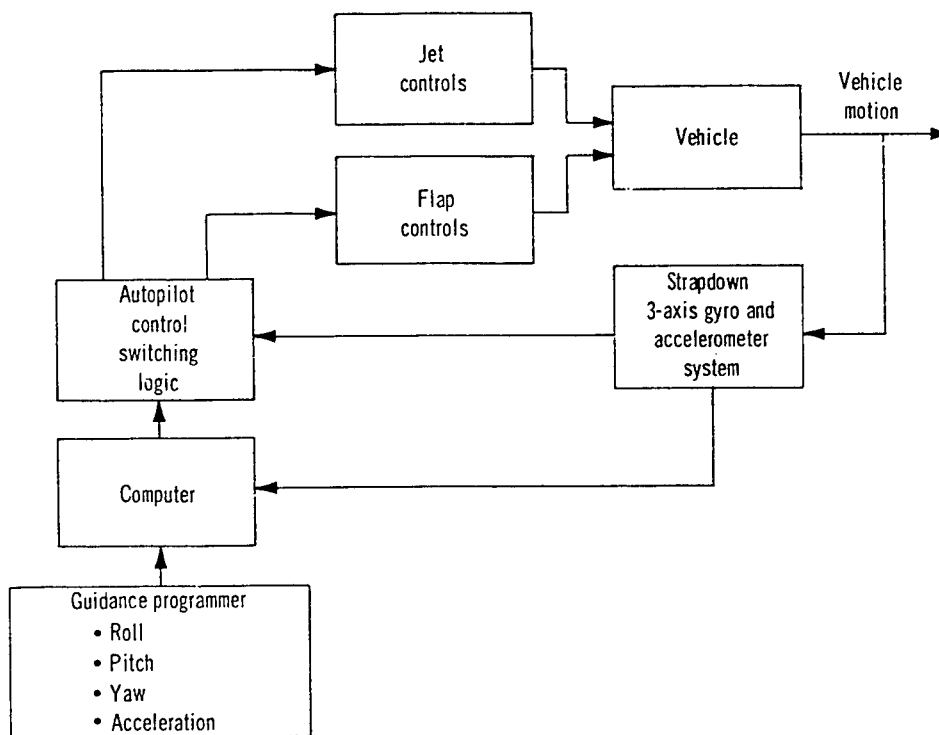 Jet
controls
Vehicle
motion
Vehicle
Flap
controls
Autopilot
control
switching
logic
Strapdown
3-axis gyro and
accelerometer
system
Computer
Guidance programmer
• Roll
• Pitch
• Yaw
• Acceleration